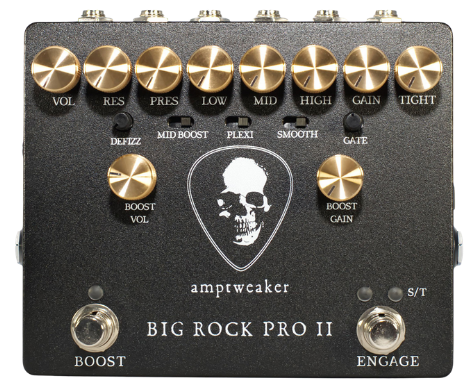 VOL RES PRES LOW MID HIGH GAIN TIGHT
DEFIZZ MID BOOST PLEXI SMOOTH GATE
BOOST VOL
BOOST GAIN
amptweaker
S/T
BIG ROCK PRO II
BOOST ENGAGE